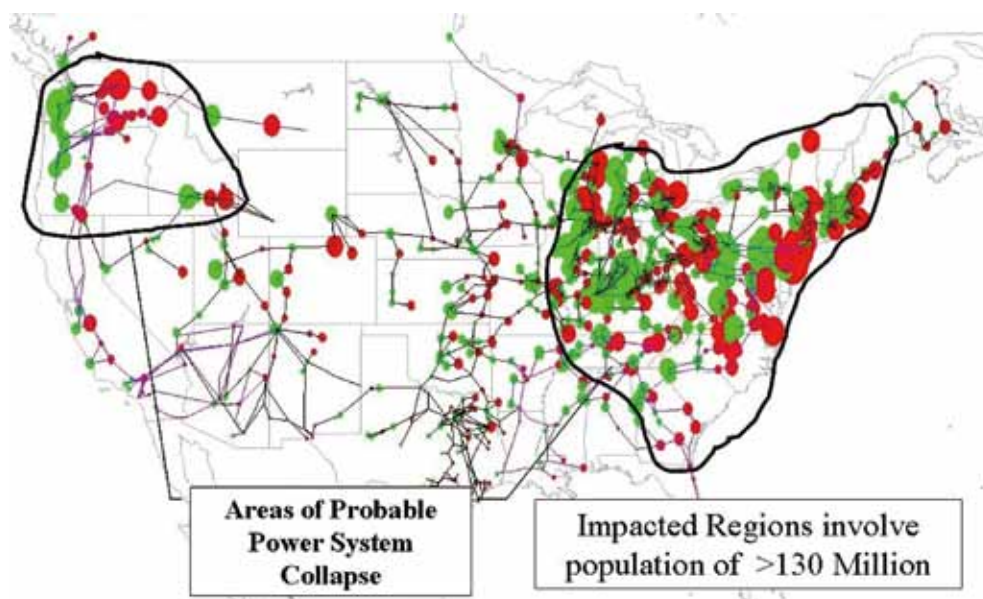 Areas of Probable
Power System
Collapse
Impacted Regions involve
population of >130 Million